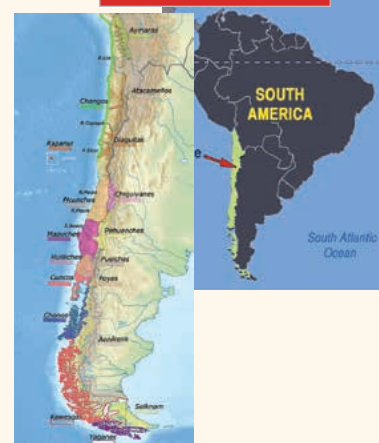 Aymaras
Atacameños
Changos
Diaguitas
Rapanui
Chiquiyanes
Picunches
Mapuches
Pehuenches
Huilliches
Puelches
Cuncos
Poyas
Chonos
Aonikenk
Kawesqar
Selknam
Yaganes
SOUTH
AMERICA
e
South Atlantic
Ocean